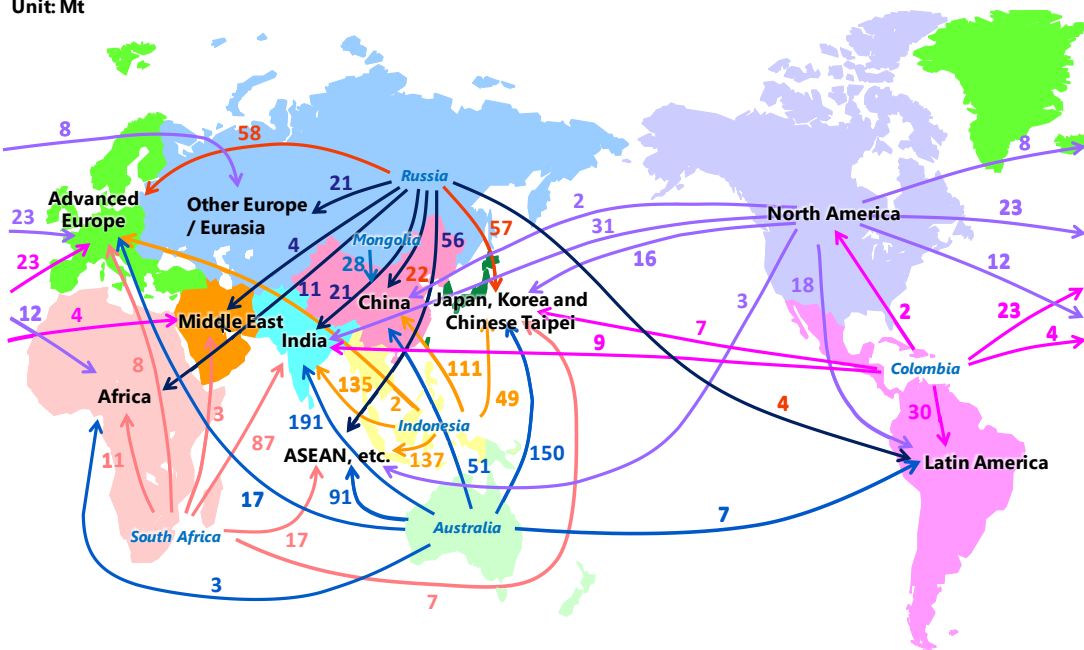 Unit: Mt
8
58
8
Russia
21
Advanced
Europe
Other Europe
/ Eurasia
2
North America
23
23
57
31
4
Mongolia
56
16
12
23
28
22
11
21
China
Japan, Korea and
Chinese Taipei
3
18
2
23
12
4
Middle East
India
7
9
4
8
111
Colombia
Africa
135
2
49
4
30
3
191
Indonesia
87
ASEAN, etc.
137
51
150
Latin America
11
17
91
7
South Africa
17
Australia
3
7